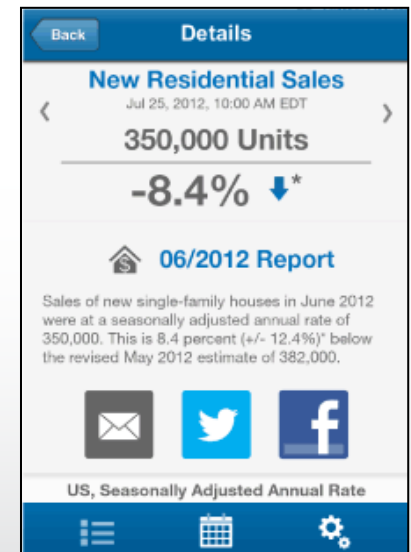 Back
Details
New Residential Sales
Jul 25, 2012, 10:00 AM EDT
350,000 Units
-8.4% *
06/2012 Report
Sales of new single-family houses in June 2012
were at a seasonally adjusted annual rate of
350,000. This is 8.4 percent (+/- 12.4%)* below
the revised May 2012 estimate of 382,000.
US, Seasonally Adjusted Annual Rate